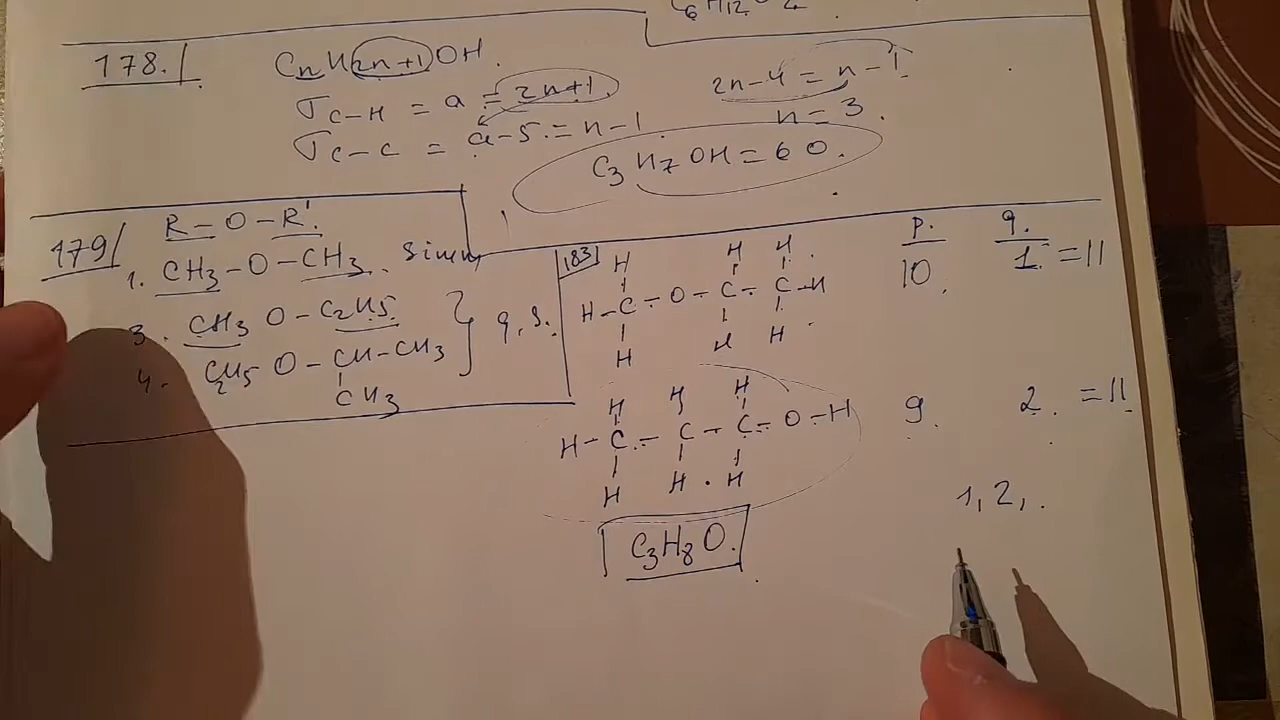 C₆H₁₂O₂
178.
CnH2n+1OH.
σC–H = a = 2n+1.
σC–C = a-5 = n-1.
2n-4 = n-1
n = 3.
C₃H₇OH = 60.
179
R–O–R'.
1. CH₃–O–CH₃.
3. CH₃ O–C₂H₅
4. C₂H₅ O–CH–CH₃
CH₃
q, s.
183
p. q.
H H H
H–C–O–C–C–H
H H H
10. 1. = 11
H H H
H–C–C–C–O–H
H H H
9. 2. = 11.
1, 2,.
C₃H₈O.